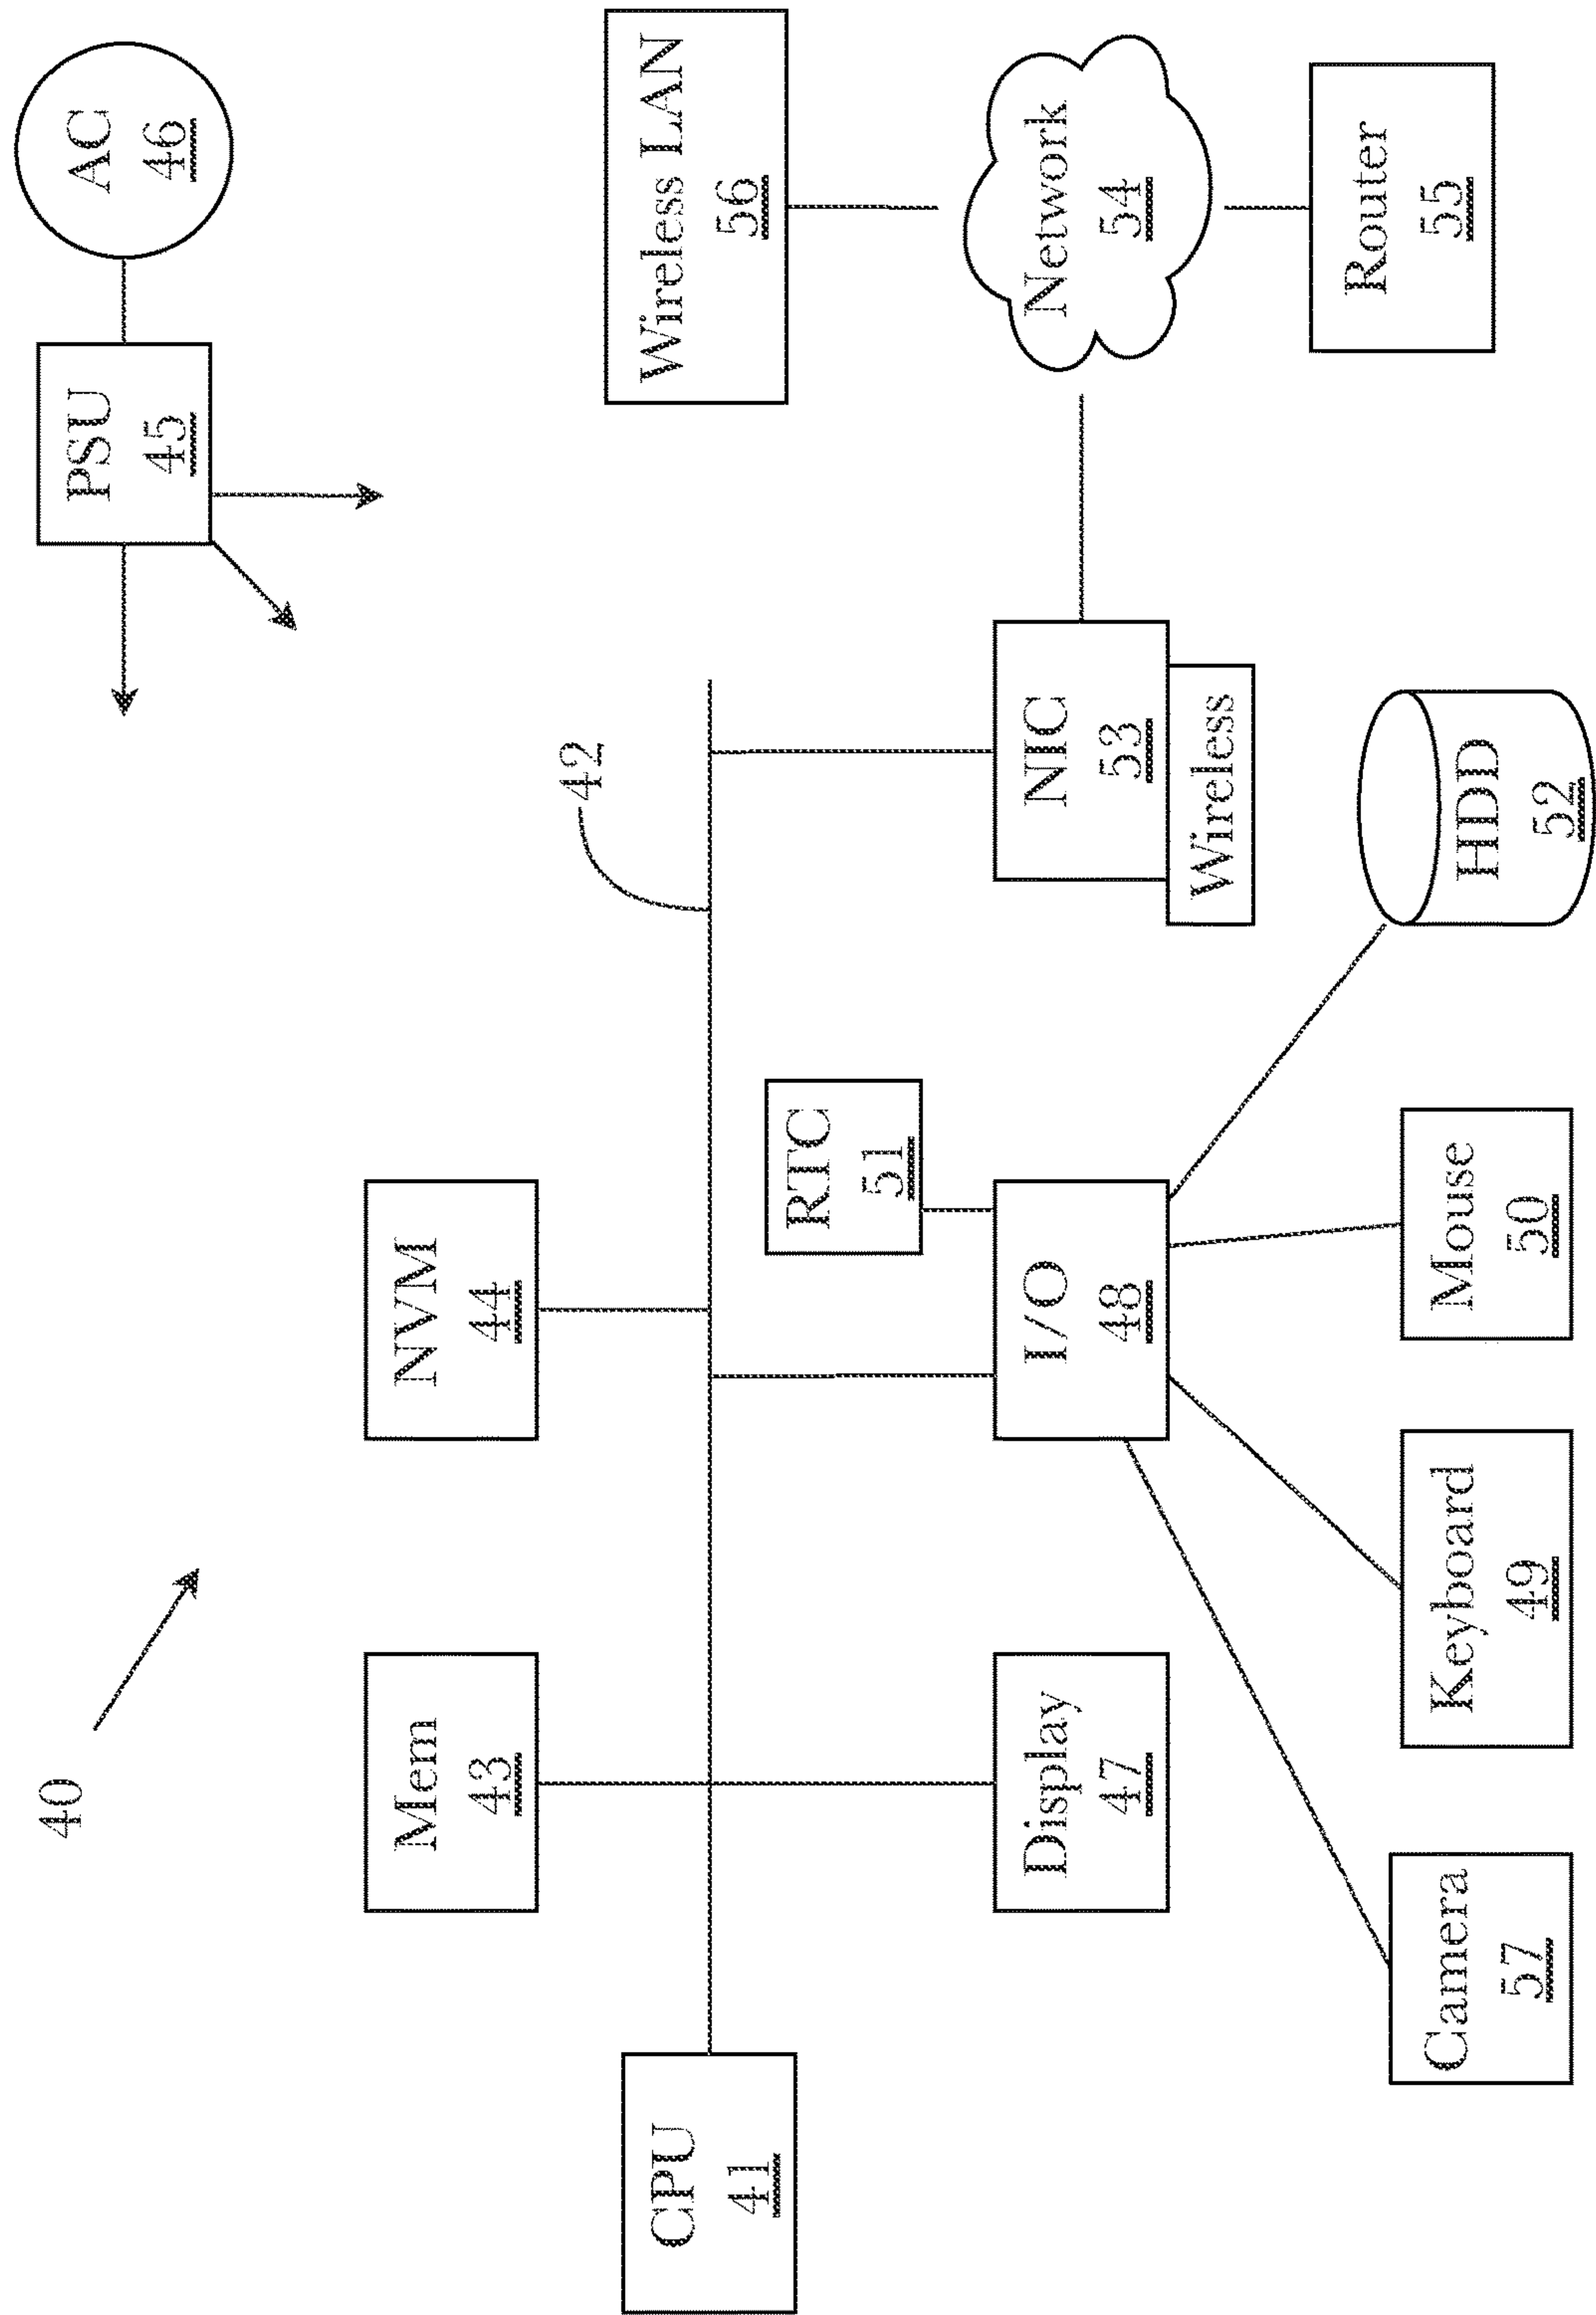 40
PSU
45
AC
46
Mem
43
NVM
44
42
Wireless LAN
56
CPU
41
RTC
51
Display
47
I/O
48
NIC
53
Wireless
Network
54
Camera
57
Keyboard
49
Mouse
50
HDD
52
Router
55